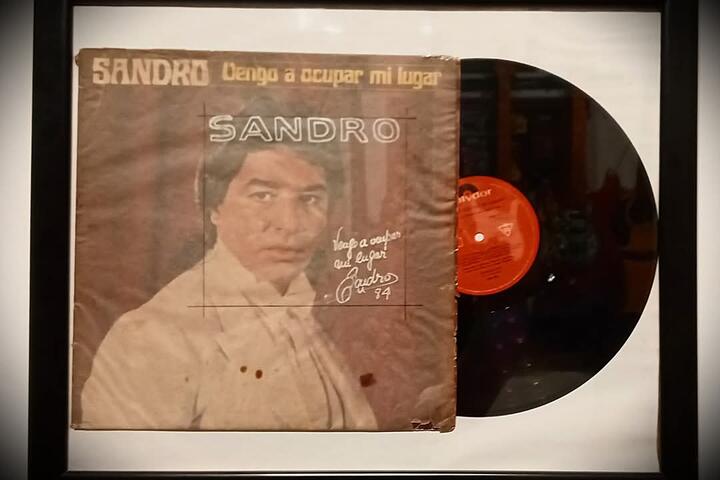 SANDRO Vengo a ocupar mi lugar
SANDRO
Vengo a ocupar
mi lugar
Sandro
84